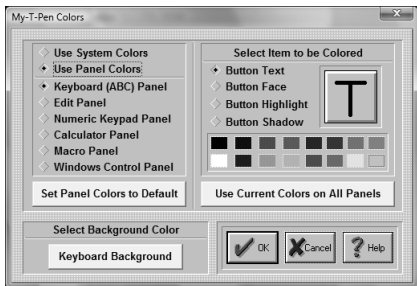 My-T-Pen Colors
Use System Colors
Use Panel Colors
Keyboard (ABC) Panel
Edit Panel
Numeric Keypad Panel
Calculator Panel
Macro Panel
Windows Control Panel
Set Panel Colors to Default
Select Item to be Colored
Button Text
Button Face
Button Highlight
Button Shadow
T
Use Current Colors on All Panels
Select Background Color
Keyboard Background
OK
Cancel
Help